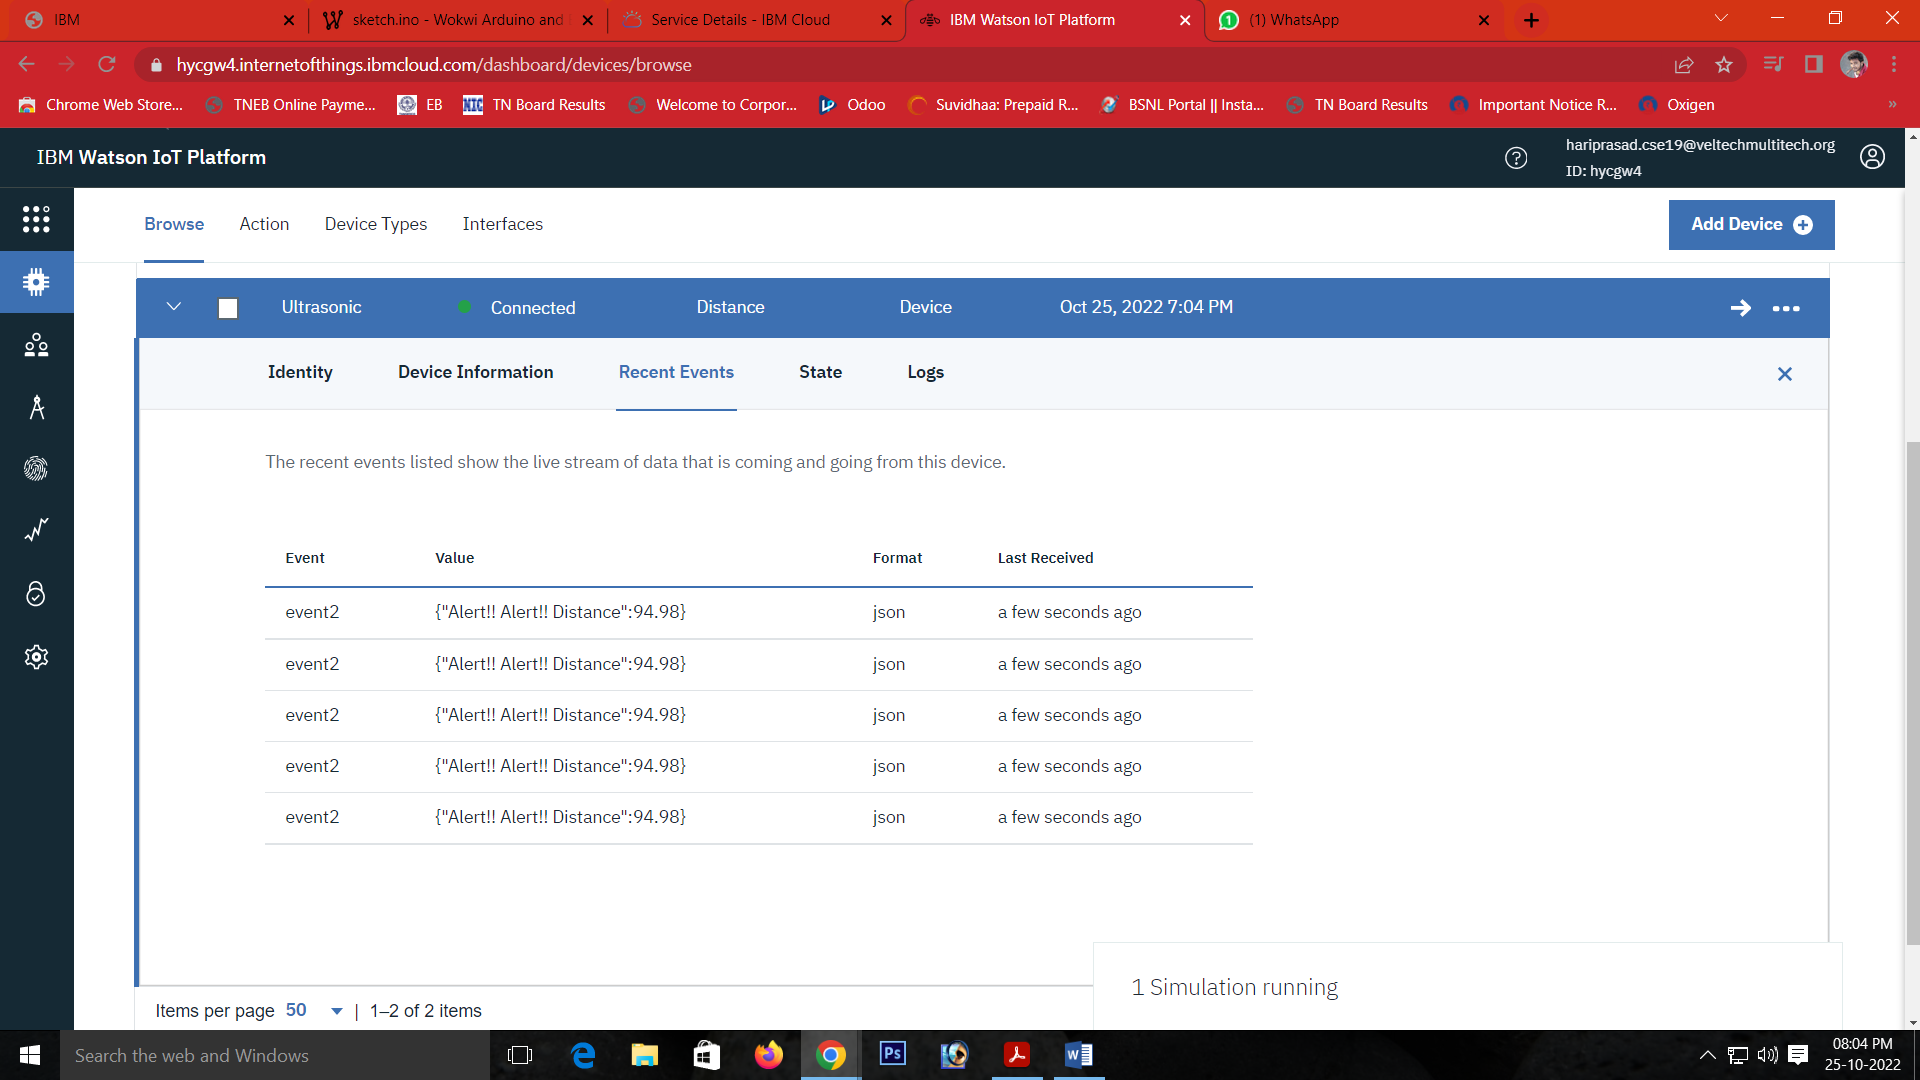 IBM
sketch.ino - Wokwi Arduino and
Service Details - IBM Cloud
IBM Watson IoT Platform
1 (1) WhatsApp
hycgw4.internetofthings.ibmcloud.com/dashboard/devices/browse
Chrome Web Store...
TNEB Online Payme...
EB
NIC TN Board Results
Welcome to Corpor...
Odoo
Suvidhaa: Prepaid R...
BSNL Portal || Insta...
TN Board Results
Important Notice R...
Oxigen
»
IBM Watson IoT Platform
hariprasad.cse19@veltechmultitech.org
ID: hycgw4
Browse Action Device Types Interfaces
Add Device
Ultrasonic Connected Distance Device Oct 25, 2022 7:04 PM
Identity Device Information Recent Events State Logs
The recent events listed show the live stream of data that is coming and going from this device.
Event Value Format Last Received
event2 {"Alert!! Alert!! Distance":94.98} json a few seconds ago
event2 {"Alert!! Alert!! Distance":94.98} json a few seconds ago
event2 {"Alert!! Alert!! Distance":94.98} json a few seconds ago
event2 {"Alert!! Alert!! Distance":94.98} json a few seconds ago
event2 {"Alert!! Alert!! Distance":94.98} json a few seconds ago
1 Simulation running
Items per page 50 | 1–2 of 2 items
Search the web and Windows
Ps
08:04 PM
25-10-2022